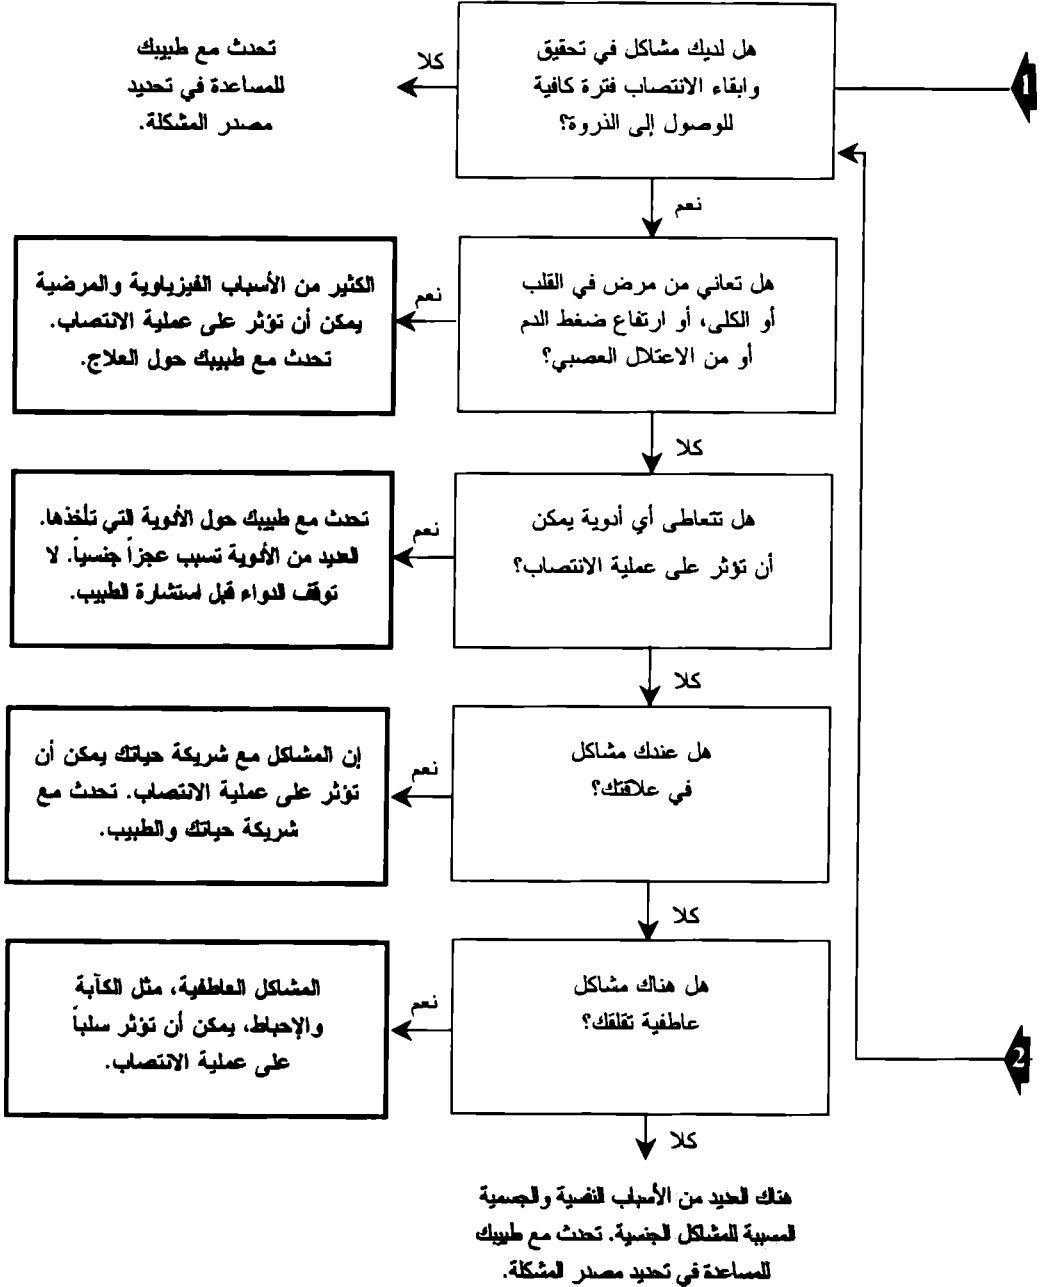 1
هل لديك مشاكل في تحقيق
وابقاء الانتصاب فترة كافية
للوصول إلى الذروة؟
كلا
تحدث مع طبيبك
للمساعدة في تحديد
مصدر المشكلة.
نعم
هل تعاني من مرض في القلب
أو الكلى، أو ارتفاع ضغط الدم
أو من الاعتلال العصبي؟
نعم
الكثير من الأسباب الفيزياوية والمرضية
يمكن أن تؤثر على عملية الانتصاب.
تحدث مع طبيبك حول العلاج.
كلا
هل تتعاطى أي أدوية يمكن
أن تؤثر على عملية الانتصاب؟
نعم
تحدث مع طبيبك حول الأدوية التي تأخذها.
العديد من الأدوية تسبب عجزاً جنسياً. لا
توقف الدواء قبل استشارة الطبيب.
كلا
هل عندك مشاكل
في علاقتك؟
نعم
إن المشاكل مع شريكة حياتك يمكن أن
تؤثر على عملية الانتصاب. تحدث مع
شريكة حياتك والطبيب.
كلا
هل هناك مشاكل
عاطفية تقلقك؟
نعم
المشاكل العاطفية، مثل الكآبة
والإحباط، يمكن أن تؤثر سلباً
على عملية الانتصاب.
2
كلا
هناك العديد من الأسباب النفسية والجسمية
المسببة للمشاكل الجنسية. تحدث مع طبيبك
للمساعدة في تحديد مصدر المشكلة.